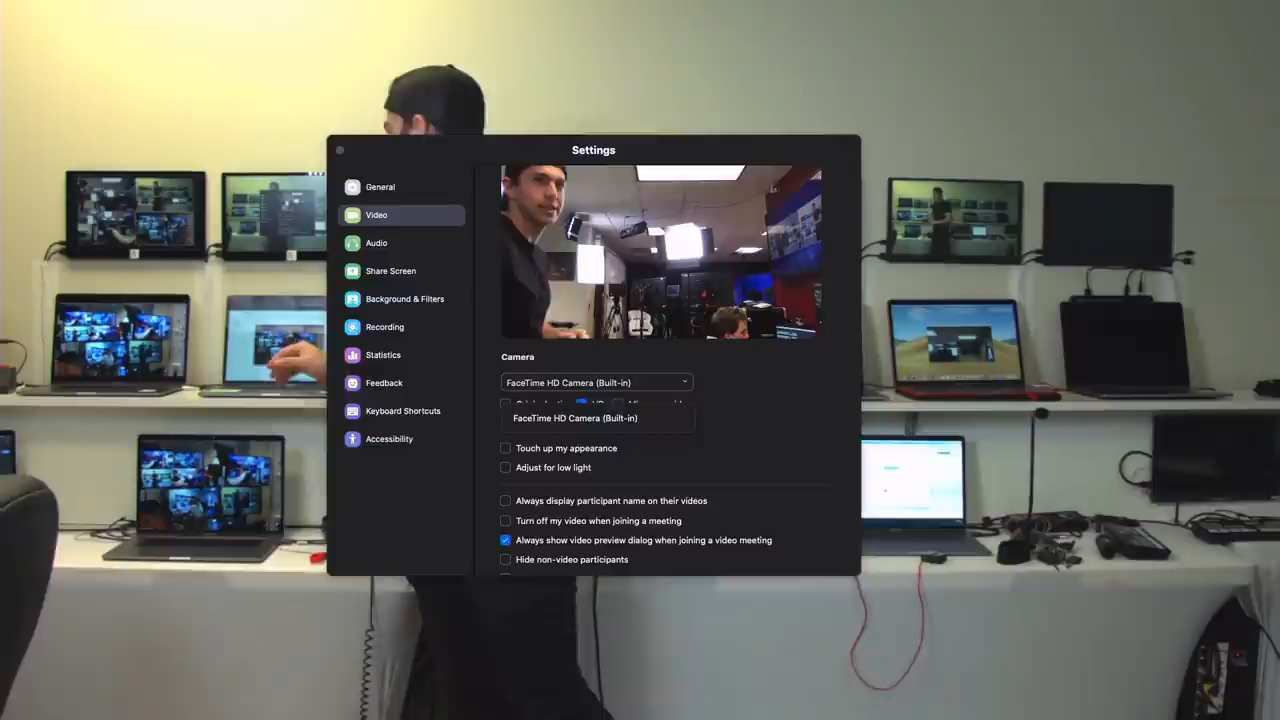 Settings
General
Video
Audio
Share Screen
Background & Filters
Recording
Statistics
Feedback
Keyboard Shortcuts
Accessibility
Camera
FaceTime HD Camera (Built-in)
FaceTime HD Camera (Built-in)
Touch up my appearance
Adjust for low light
Always display participant name on their videos
Turn off my video when joining a meeting
Always show video preview dialog when joining a video meeting
Hide non-video participants